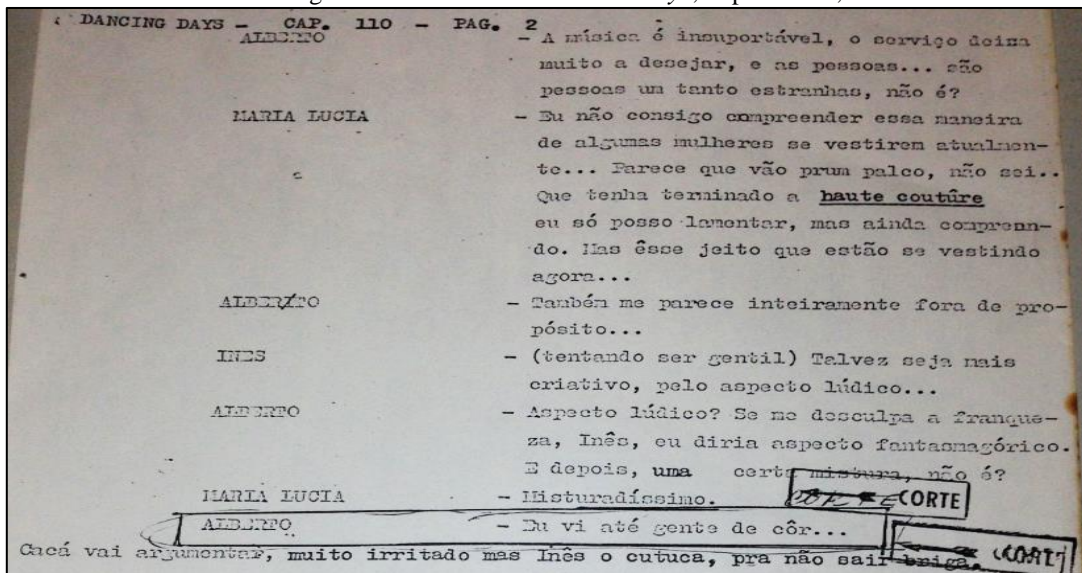 DANCING DAYS - CAP. 110 - PAG. 2
ALBERTO - A música é insuportável, o serviço deixa
muito a desejar, e as pessoas... são
pessoas um tanto estranhas, não é?
MARIA LUCIA - Eu não consigo compreender essa maneira
de algumas mulheres se vestirem atualmen-
te... Parece que vão prum palco, não sei..
Que tenha terminado a haute coutûre
eu só posso lamentar, mas ainda compreen-
do. Mas êsse jeito que estão se vestindo
agora...
ALBERTO - Também me parece inteiramente fora de pro-
pósito...
INES - (tentando ser gentil) Talvez seja mais
criativo, pelo aspecto lúdico...
ALBERTO - Aspecto lúdico? Se me desculpa a franque-
za, Inês, eu diria aspecto fantasmagórico.
E depois, uma certa mistura, não é?
MARIA LUCIA - Misturadíssimo. CORTE CORTE
ALBERTO - Eu vi até gente de côr...
Cacá vai argumentar, muito irritado mas Inês o cutuca, pra não sair briga. CORTE